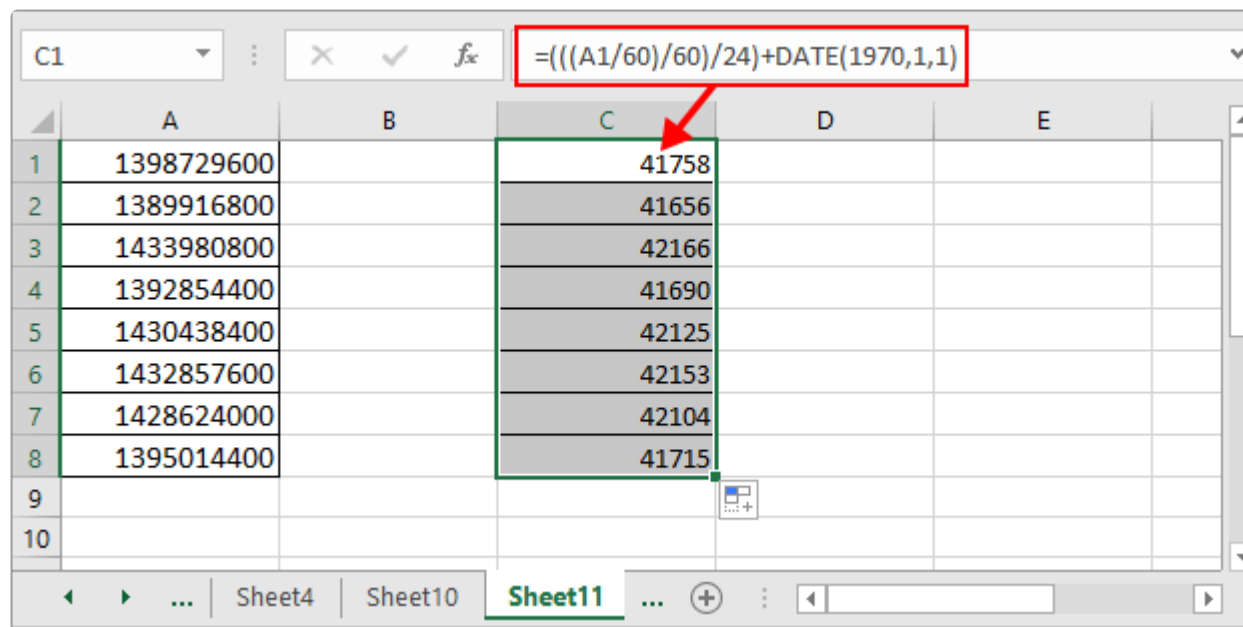 C1 fx =(((A1/60)/60)/24)+DATE(1970,1,1)
A B C D E
1 1398729600 41758
2 1389916800 41656
3 1433980800 42166
4 1392854400 41690
5 1430438400 42125
6 1432857600 42153
7 1428624000 42104
8 1395014400 41715
9
10
... Sheet4 Sheet10 Sheet11 ...